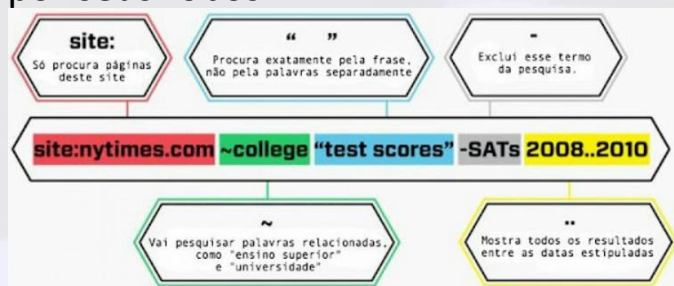 site:
Só procura páginas
deste site
“ ”
Procura exatamente pela frase,
não pela palavras separadamente
-
Exclui esse termo
da pesquisa.
site:nytimes.com ~college “test scores” -SATs 2008..2010
~
Vai pesquisar palavras relacionadas,
como "ensino superior"
e "universidade"
..
Mostra todos os resultados
entre as datas estipuladas